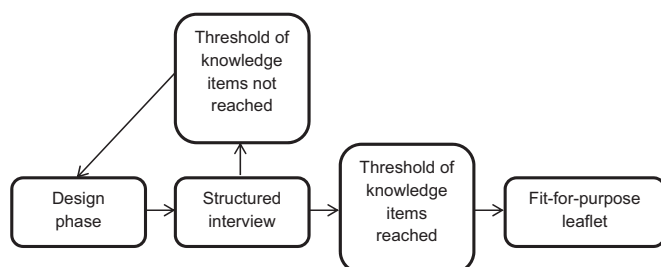 Threshold of
knowledge
items not
reached
Design
phase
Structured
interview
Threshold of
knowledge
items
reached
Fit-for-purpose
leaflet